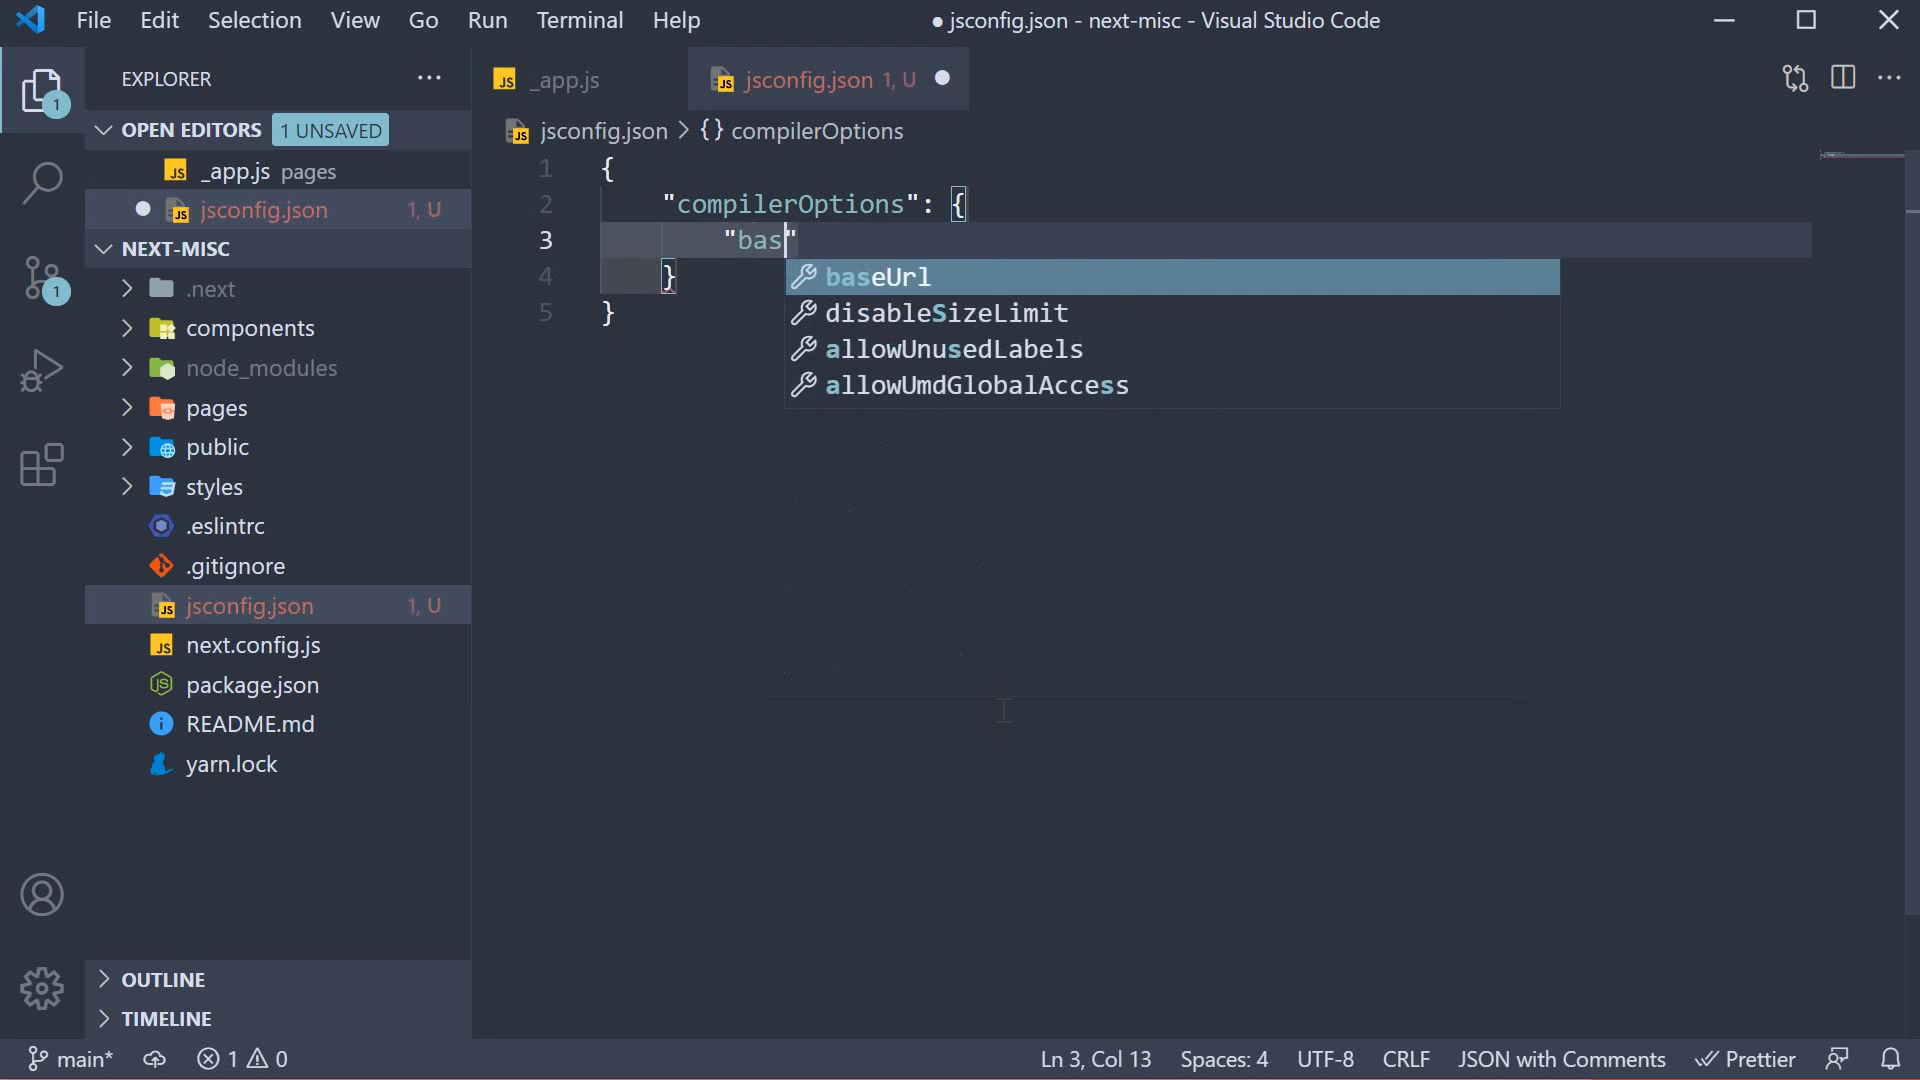 File Edit Selection View Go Run Terminal Help
● jsconfig.json - next-misc - Visual Studio Code
EXPLORER
OPEN EDITORS 1 UNSAVED
_app.js pages
jsconfig.json 1, U
NEXT-MISC
.next
components
node_modules
pages
public
styles
.eslintrc
.gitignore
jsconfig.json 1, U
next.config.js
package.json
README.md
yarn.lock
OUTLINE
TIMELINE
1
1
_app.js
jsconfig.json 1, U
jsconfig.json > {} compilerOptions
1 {
2 "compilerOptions": {
3 "bas"
4 }
5 }
baseUrl
disableSizeLimit
allowUnusedLabels
allowUmdGlobalAccess
main* 1 0 Ln 3, Col 13 Spaces: 4 UTF-8 CRLF JSON with Comments Prettier